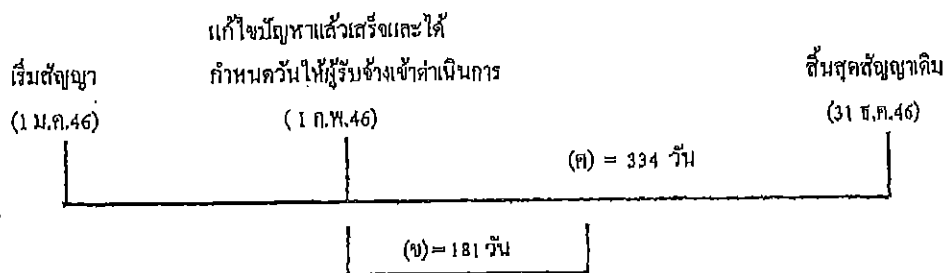 แก้ไขปัญหาแล้วเสร็จและได้
เริ่มสัญญา กำหนดวันให้ผู้รับจ้างเข้าดำเนินการ สิ้นสุดสัญญาเดิม
(1 ม.ค.46) (1 ก.พ.46) (31 ธ.ค.46)
(ค) = 334 วัน
(ข) = 181 วัน